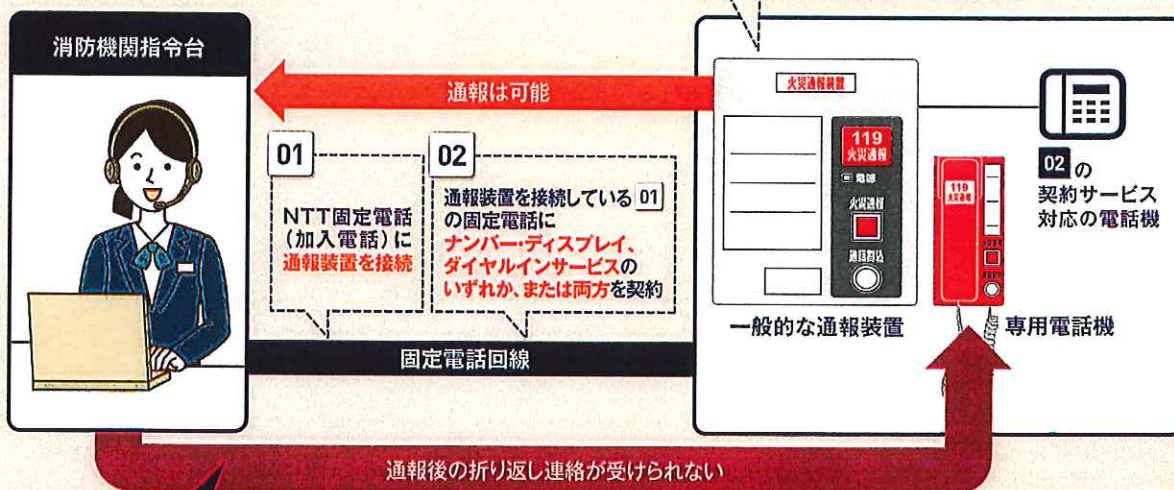 消防機関指令台
通報は可能
01
NTT固定電話
(加入電話)に
通報装置を接続
02
通報装置を接続している 01
の固定電話に
ナンバー・ディスプレイ、
ダイヤルインサービスの
いずれか、または両方を契約
固定電話回線
火災通報装置
119
火災通報
電源
火災通報
通話割込
一般的な通報装置
119
火災通報
専用電話機
02 の
契約サービス
対応の電話機
通報後の折り返し連絡が受けられない